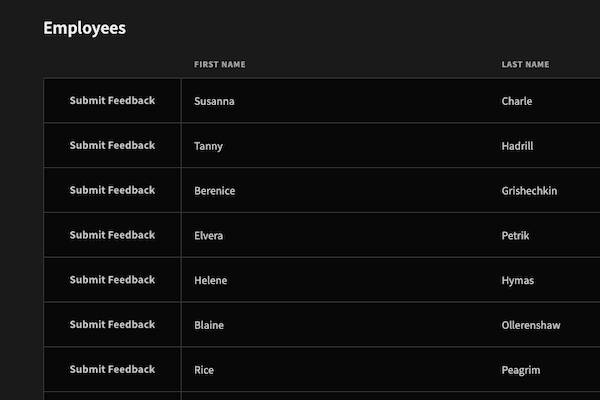 Employees
FIRST NAME LAST NAME
Submit Feedback Susanna Charle
Submit Feedback Tanny Hadrill
Submit Feedback Berenice Grishechkin
Submit Feedback Elvera Petrik
Submit Feedback Helene Hymas
Submit Feedback Blaine Ollerenshaw
Submit Feedback Rice Peagrim